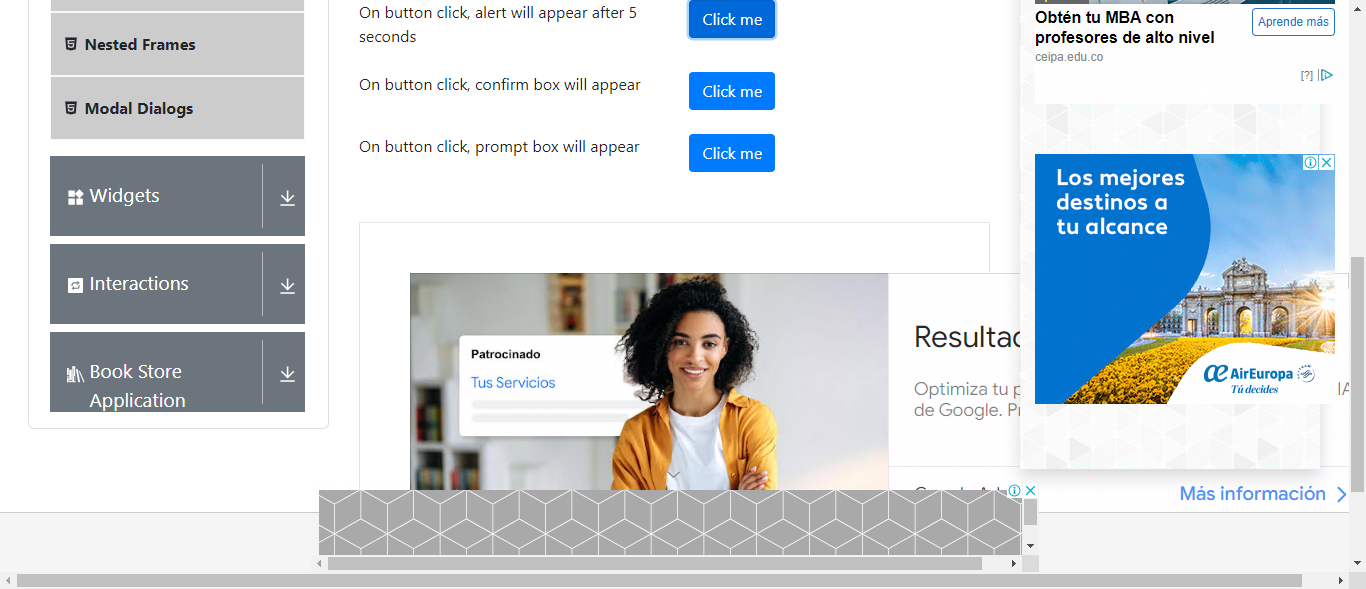 On button click, alert will appear after 5
seconds
Click me
On button click, confirm box will appear
Click me
On button click, prompt box will appear
Click me
Nested Frames
Modal Dialogs
Widgets
Interactions
Book Store
Application
Patrocinado
Tus Servicios
Resultad
Optimiza tu p
de Google. P
Más información
Obtén tu MBA con
profesores de alto nivel
Aprende más
ceipa.edu.co
[?]
Los mejores
destinos a
tu alcance
AirEuropa
Tú decides